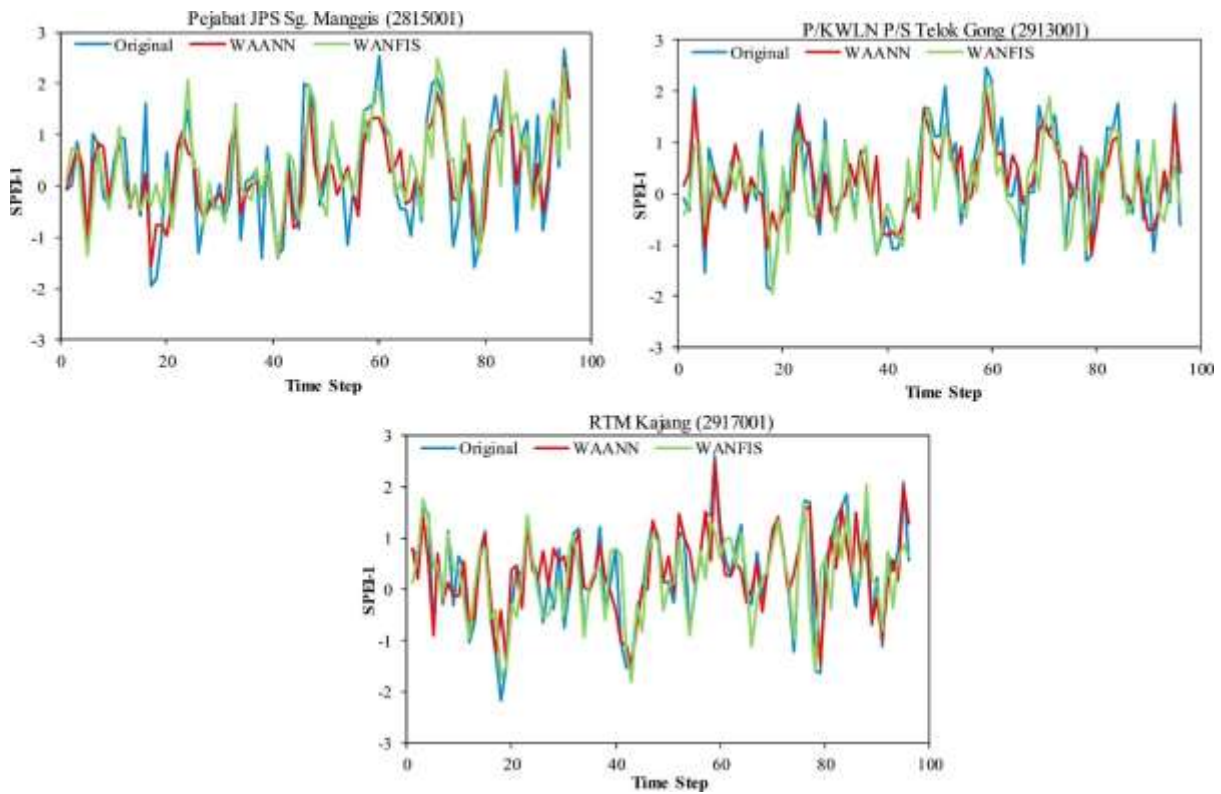 Pejabat JPS Sg. Manggis (2815001)
3
Original WAANN WANFIS
2
1
0
-1
-2
-3
SPEI-1
0 20 40 60 80 100
Time Step
P/KWLN P/S Telok Gong (2913001)
3
Original WAANN WANFIS
2
1
0
-1
-2
-3
SPEI-1
0 20 40 60 80 100
Time Step
RTM Kajang (2917001)
3
Original WAANN WANFIS
2
1
0
-1
-2
-3
SPEI-1
0 20 40 60 80 100
Time Step